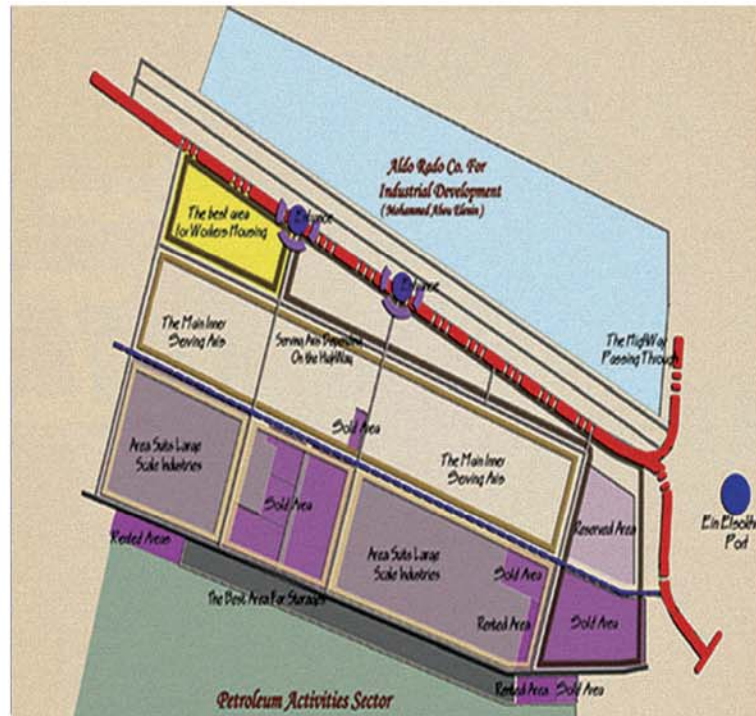 Aldo Rado Co. For
Industrial Development
( Mohammed Abou Elenin )
The best area
for Workers Housing
Entrance
Entrance
The Main Inner
Serving Axis
Serving Axis Depending
On the HighWay
The HighWay
Passing Through
Sold Area
Area Suits Large
Scale Industries
Sold Area
The Main Inner
Serving Axis
Reserved Area
Ein Elsokhna
Port
Rented Areas
Area Suits Large
Scale Industries
Sold Area
The Best Area For Storages
Rented Area
Sold Area
Petroleum Activities Sector
Rented Area
Sold Area